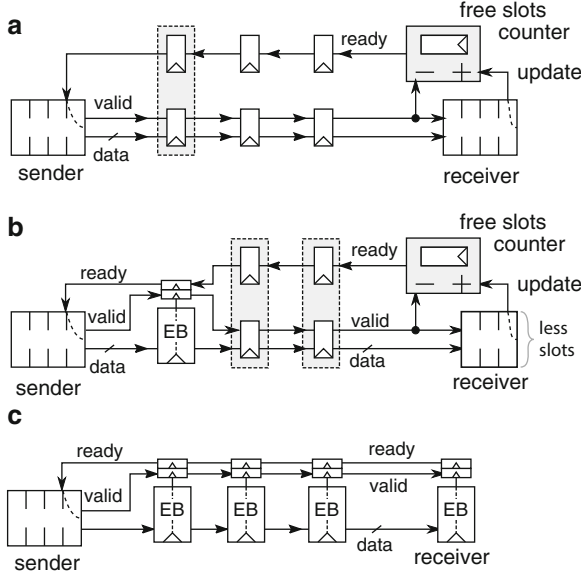 a
free slots
counter
ready
update
valid
data
sender
receiver
b
free slots
counter
ready
ready
update
valid
valid
EB
less
slots
data
data
sender
receiver
c
ready
ready
valid
valid
EB
EB
EB
EB
data
sender
receiver